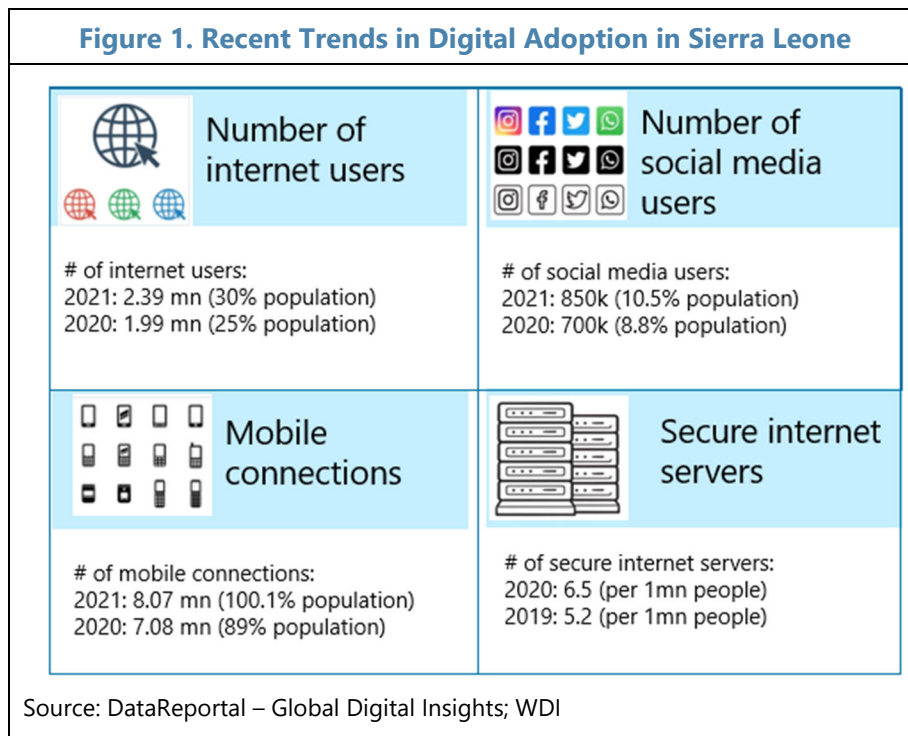 Figure 1. Recent Trends in Digital Adoption in Sierra Leone
Number of
internet users
# of internet users:
2021: 2.39 mn (30% population)
2020: 1.99 mn (25% population)
Number of
social media
users
# of social media users:
2021: 850k (10.5% population)
2020: 700k (8.8% population)
Mobile
connections
# of mobile connections:
2021: 8.07 mn (100.1% population)
2020: 7.08 mn (89% population)
Secure internet
servers
# of secure internet servers:
2020: 6.5 (per 1mn people)
2019: 5.2 (per 1mn people)
Source: DataReportal – Global Digital Insights; WDI